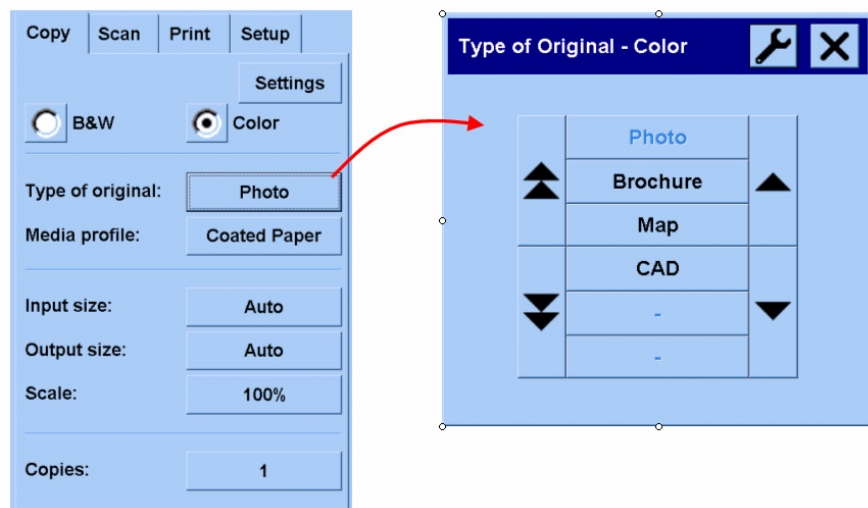 Copy Scan Print Setup
Settings
B&W Color
Type of original: Photo
Media profile: Coated Paper
Input size: Auto
Output size: Auto
Scale: 100%
Copies: 1
Type of Original - Color
Photo
Brochure
Map
CAD
-
-